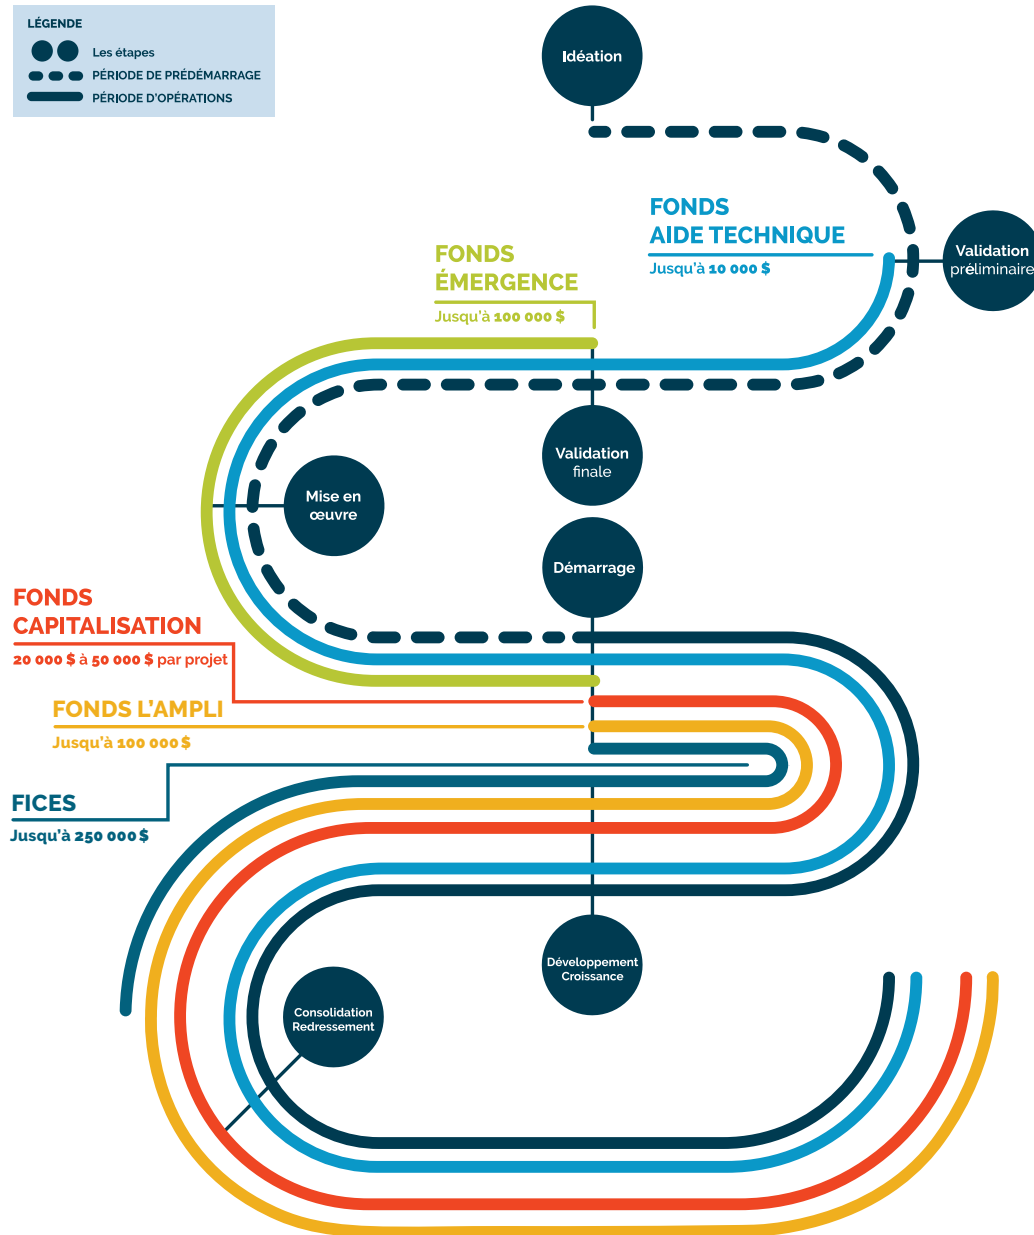 LÉGENDE
Les étapes
PÉRIODE DE PRÉDÉMARRAGE
PÉRIODE D'OPÉRATIONS
Idéation
FONDS
AIDE TECHNIQUE
Jusqu'à 10 000 $
Validation
préliminaire
FONDS
ÉMERGENCE
Jusqu'à 100 000 $
Validation
finale
Mise en
œuvre
Démarrage
FONDS
CAPITALISATION
20 000 $ à 50 000 $ par projet
FONDS L'AMPLI
Jusqu'à 100 000 $
FICES
Jusqu'à 250 000 $
Développement
Croissance
Consolidation
Redressement